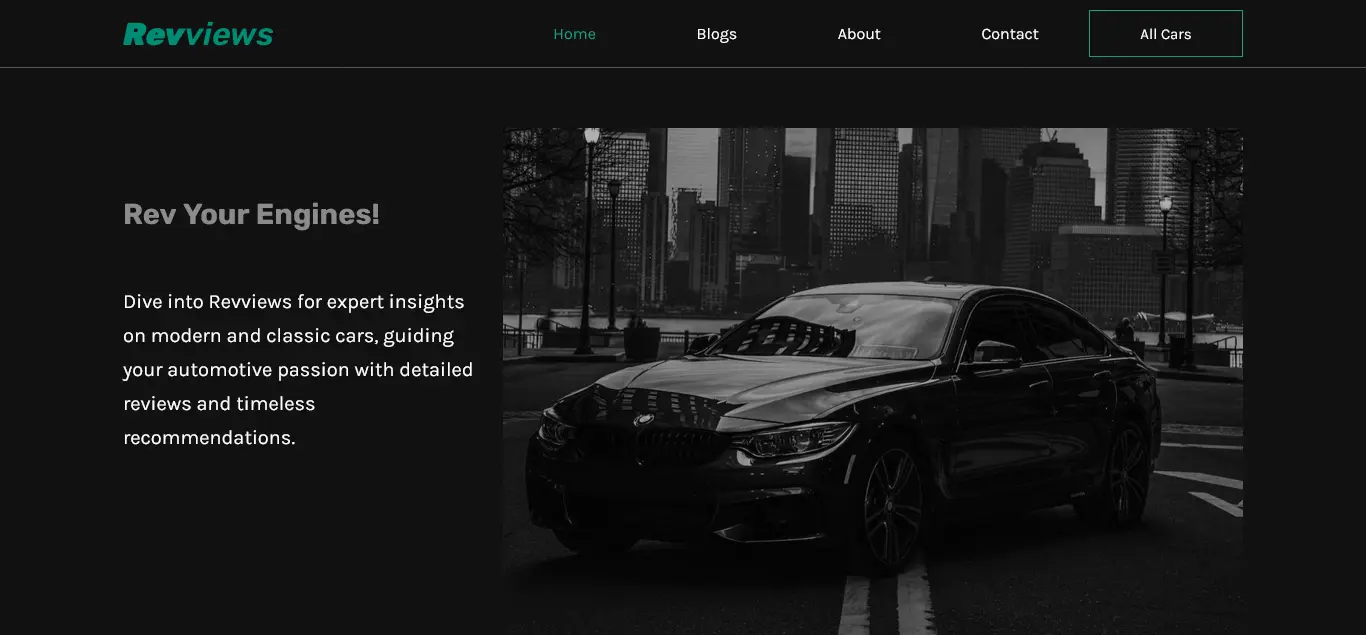 Revviews
Home
Blogs
About
Contact
All Cars
Rev Your Engines!
Dive into Revviews for expert insights
on modern and classic cars, guiding
your automotive passion with detailed
reviews and timeless
recommendations.